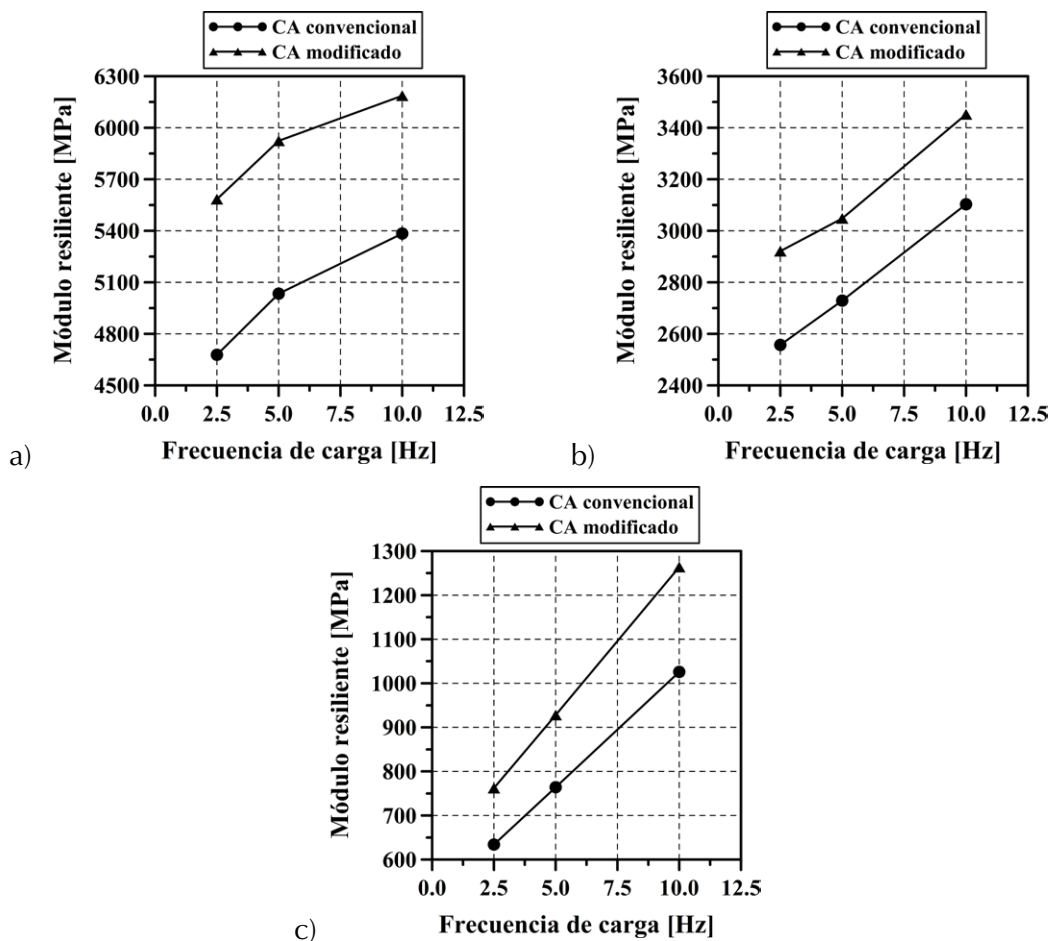 CA convencional
CA modificado
6300
6000
5700
5400
5100
4800
4500
Módulo resiliente [MPa]
0.0 2.5 5.0 7.5 10.0 12.5
Frecuencia de carga [Hz]
a)
CA convencional
CA modificado
3600
3400
3200
3000
2800
2600
2400
Módulo resiliente [MPa]
0.0 2.5 5.0 7.5 10.0 12.5
Frecuencia de carga [Hz]
b)
CA convencional
CA modificado
1300
1200
1100
1000
900
800
700
600
Módulo resiliente [MPa]
0.0 2.5 5.0 7.5 10.0 12.5
Frecuencia de carga [Hz]
c)